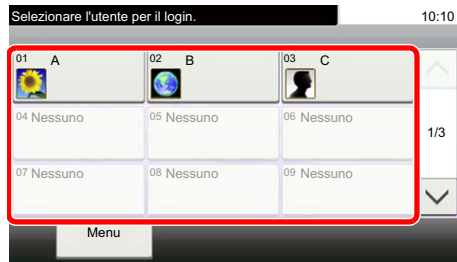 Selezionare l'utente per il login. 10:10
01 A 02 B 03 C
04 Nessuno 05 Nessuno 06 Nessuno
1/3
07 Nessuno 08 Nessuno 09 Nessuno
Menu